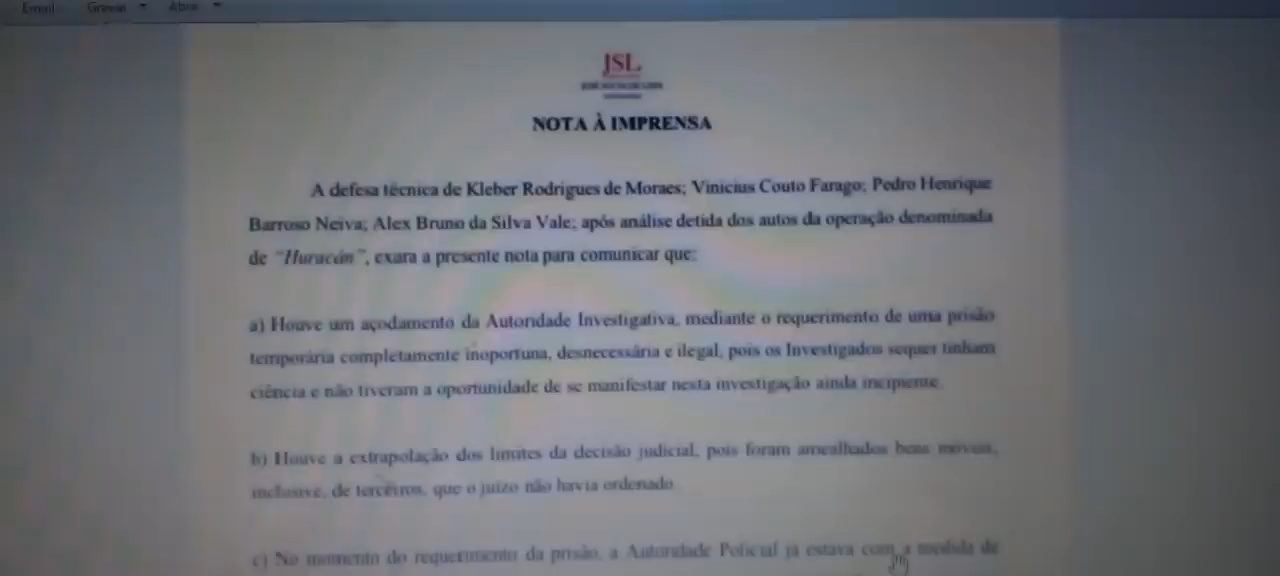 Email Gravar Abrir
JSL
NOTA À IMPRENSA
A defesa técnica de Kleber Rodrigues de Moraes; Vinicius Couto Farago; Pedro Henrique
Barroso Neiva; Alex Bruno da Silva Vale; após análise detida dos autos da operação denominada
de "Huracán", exara a presente nota para comunicar que:
a) Houve um açodamento da Autoridade Investigativa, mediante o requerimento de uma prisão
temporária completamente inoportuna, desnecessária e ilegal, pois os Investigados sequer tinham
ciência e não tiveram a oportunidade de se manifestar nesta investigação ainda incipiente.
b) Houve a extrapolação dos limites da decisão judicial, pois foram amealhados bens móveis,
inclusive, de terceiros, que o juízo não havia ordenado.
c) No momento do requerimento da prisão, a Autoridade Policial já estava com a medida de